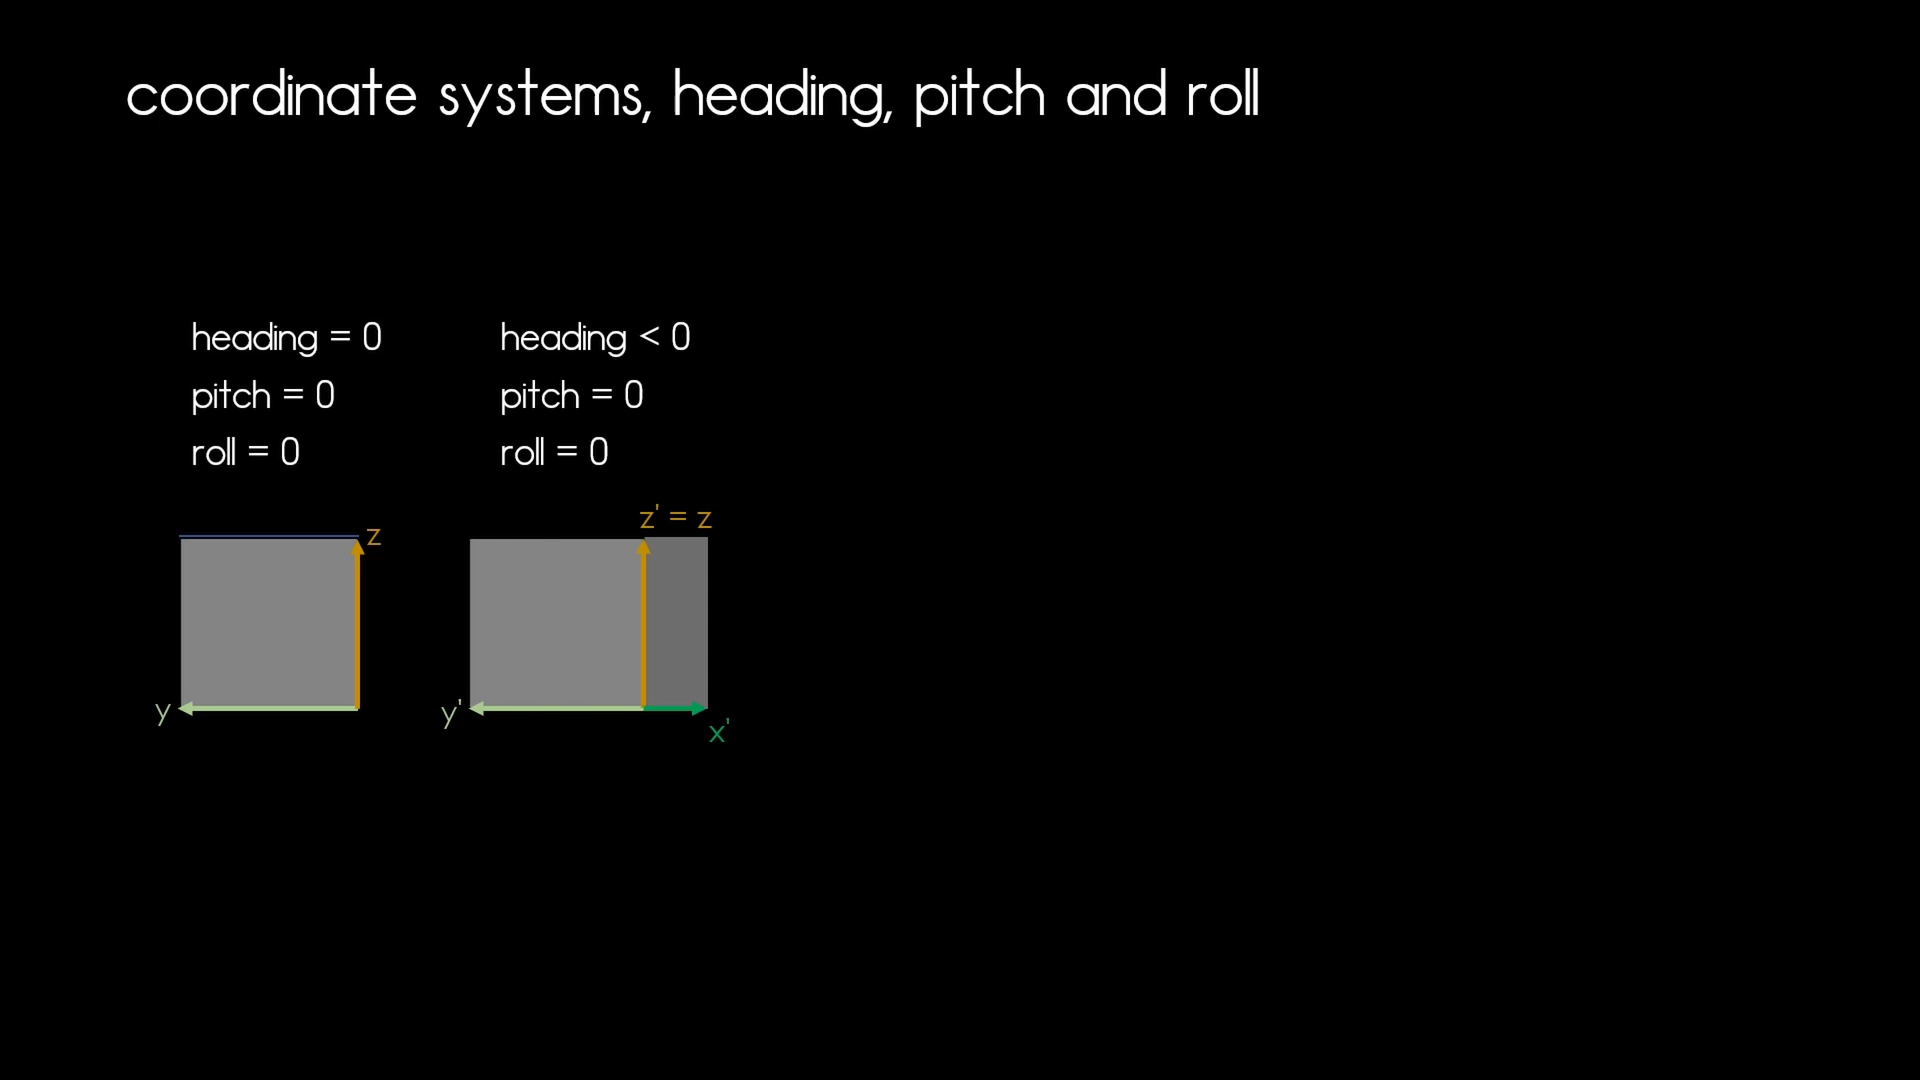 coordinate systems, heading, pitch and roll
heading = 0
pitch = 0
roll = 0
heading < 0
pitch = 0
roll = 0
z
y
z' = z
y'
x'